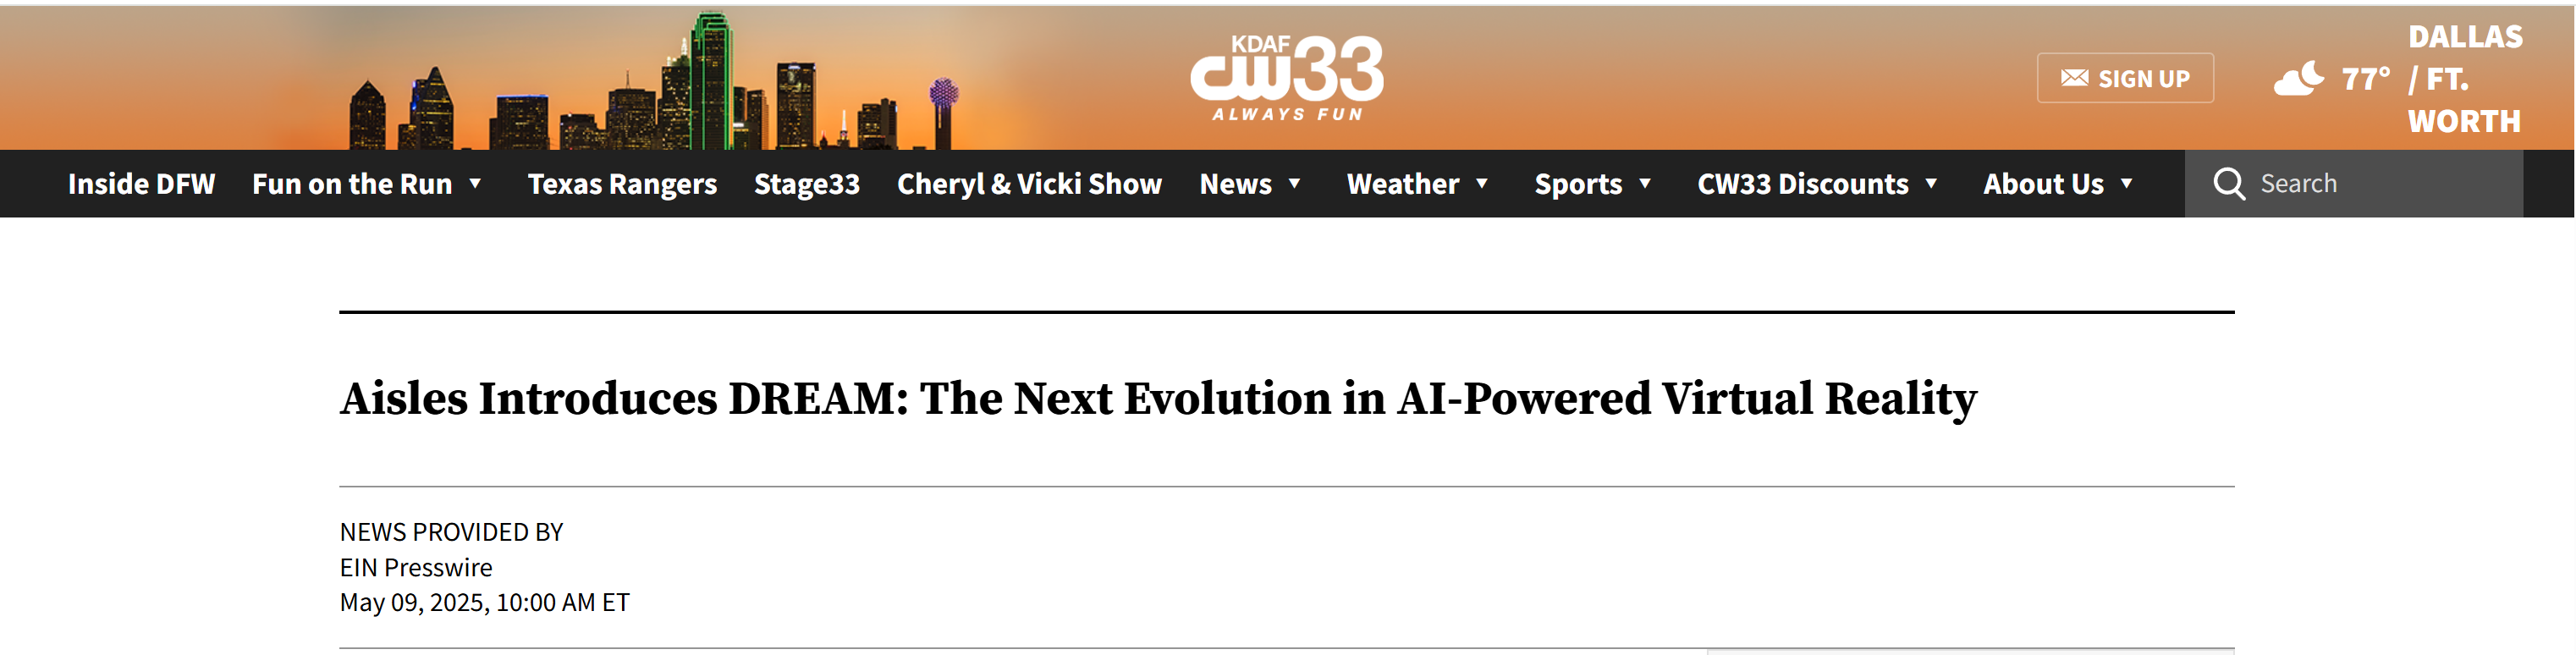 KDAF
CW33
ALWAYS FUN
SIGN UP
77°
DALLAS
/ FT.
WORTH
Inside DFW Fun on the Run Texas Rangers Stage33 Cheryl & Vicki Show News Weather Sports CW33 Discounts About Us Search
Aisles Introduces DREAM: The Next Evolution in AI-Powered Virtual Reality
NEWS PROVIDED BY
EIN Presswire
May 09, 2025, 10:00 AM ET